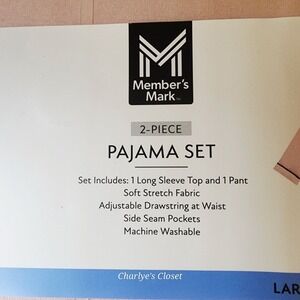 Member's
Mark™
2-PIECE
PAJAMA SET
Set Includes: 1 Long Sleeve Top and 1 Pant
Soft Stretch Fabric
Adjustable Drawstring at Waist
Side Seam Pockets
Machine Washable
Charlye's Closet
LAR